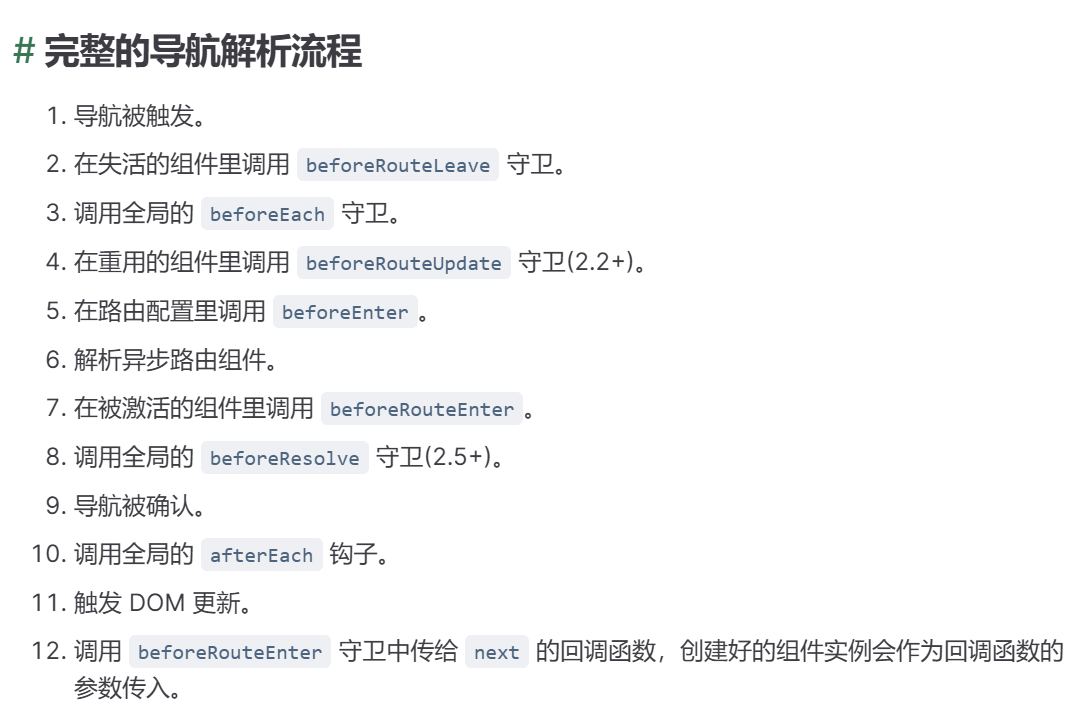 # 完整的导航解析流程
1. 导航被触发。
2. 在失活的组件里调用 beforeRouteLeave 守卫。
3. 调用全局的 beforeEach 守卫。
4. 在重用的组件里调用 beforeRouteUpdate 守卫(2.2+)。
5. 在路由配置里调用 beforeEnter。
6. 解析异步路由组件。
7. 在被激活的组件里调用 beforeRouteEnter。
8. 调用全局的 beforeResolve 守卫(2.5+)。
9. 导航被确认。
10. 调用全局的 afterEach 钩子。
11. 触发 DOM 更新。
12. 调用 beforeRouteEnter 守卫中传给 next 的回调函数，创建好的组件实例会作为回调函数的
参数传入。